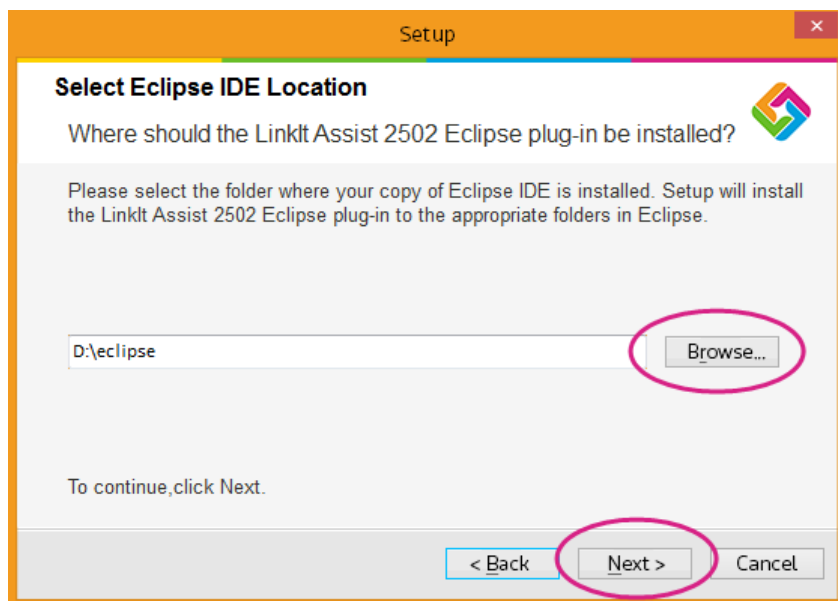 Setup
Select Eclipse IDE Location
Where should the LinkIt Assist 2502 Eclipse plug-in be installed?
Please select the folder where your copy of Eclipse IDE is installed. Setup will install
the LinkIt Assist 2502 Eclipse plug-in to the appropriate folders in Eclipse.
D:\eclipse
Browse...
To continue,click Next.
< Back
Next >
Cancel